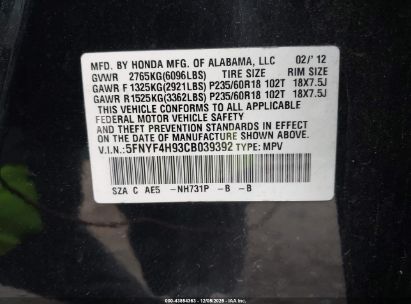 MFD. BY HONDA MFG. OF ALABAMA, LLC 02/'12
GVWR 2765KG(6096LBS) TIRE SIZE RIM SIZE
GAWR F 1325KG(2921LBS) P235/60R18 102T 18X7.5J
GAWR R 1525KG(3362LBS) P235/60R18 102T 18X7.5J
THIS VEHICLE CONFORMS TO ALL APPLICABLE
FEDERAL MOTOR VEHICLE SAFETY
AND THEFT PREVENTION STANDARDS IN EFFECT
ON THE DATE OF MANUFACTURE SHOWN ABOVE.
V.I.N.: 5FNYF4H93CB039392 TYPE: MPV
SZA C AE5 -NH731P -B -B